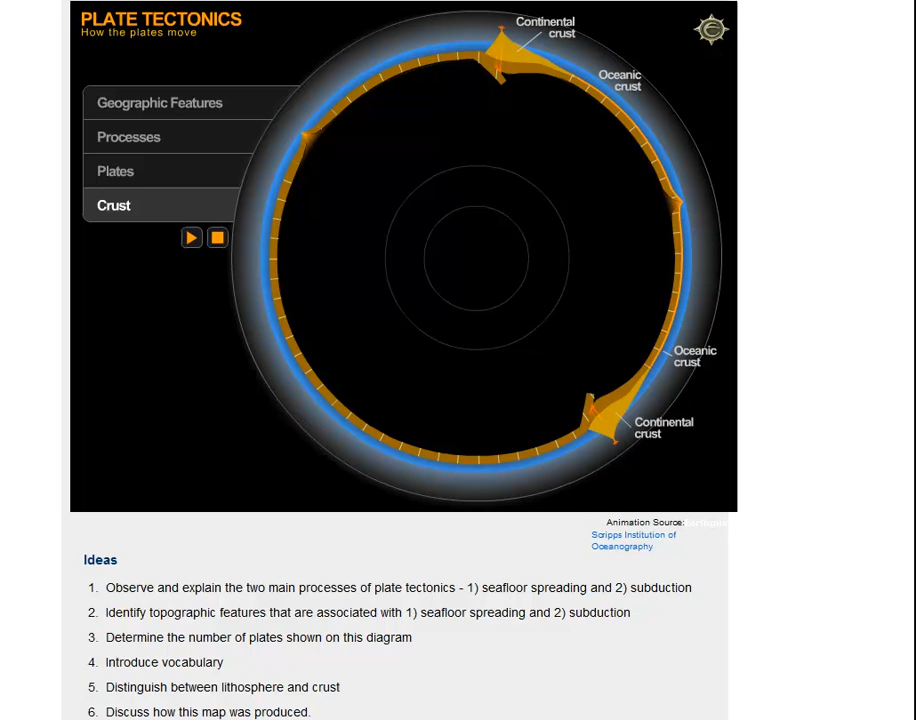 PLATE TECTONICS
How the plates move
Continental
crust
Oceanic
crust
Geographic Features
Processes
Plates
Crust
Oceanic
crust
Continental
crust
Animation Source:
Scripps Institution of
Oceanography
Ideas
1. Observe and explain the two main processes of plate tectonics - 1) seafloor spreading and 2) subduction
2. Identify topographic features that are associated with 1) seafloor spreading and 2) subduction
3. Determine the number of plates shown on this diagram
4. Introduce vocabulary
5. Distinguish between lithosphere and crust
6. Discuss how this map was produced.